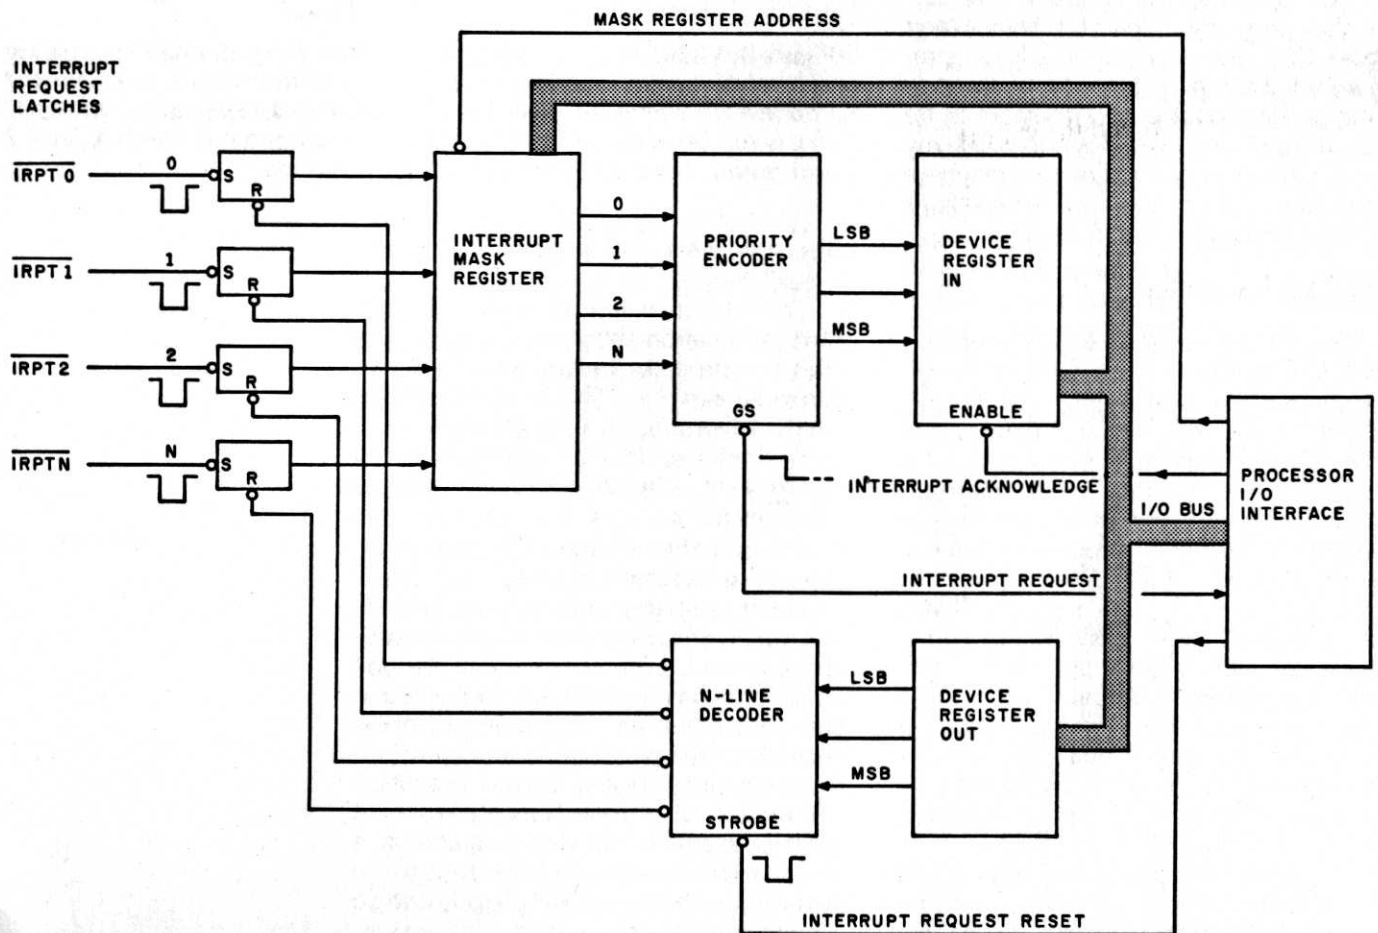 MASK REGISTER ADDRESS
INTERRUPT
REQUEST
LATCHES
IRPT 0
0
S
R
IRPT 1
1
S
R
IRPT 2
2
S
R
IRPT N
N
S
R
INTERRUPT
MASK
REGISTER
0
1
2
N
PRIORITY
ENCODER
GS
LSB
MSB
DEVICE
REGISTER
IN
ENABLE
INTERRUPT ACKNOWLEDGE
I/O BUS
PROCESSOR
I/O
INTERFACE
INTERRUPT REQUEST
N-LINE
DECODER
STROBE
LSB
MSB
DEVICE
REGISTER
OUT
INTERRUPT REQUEST RESET